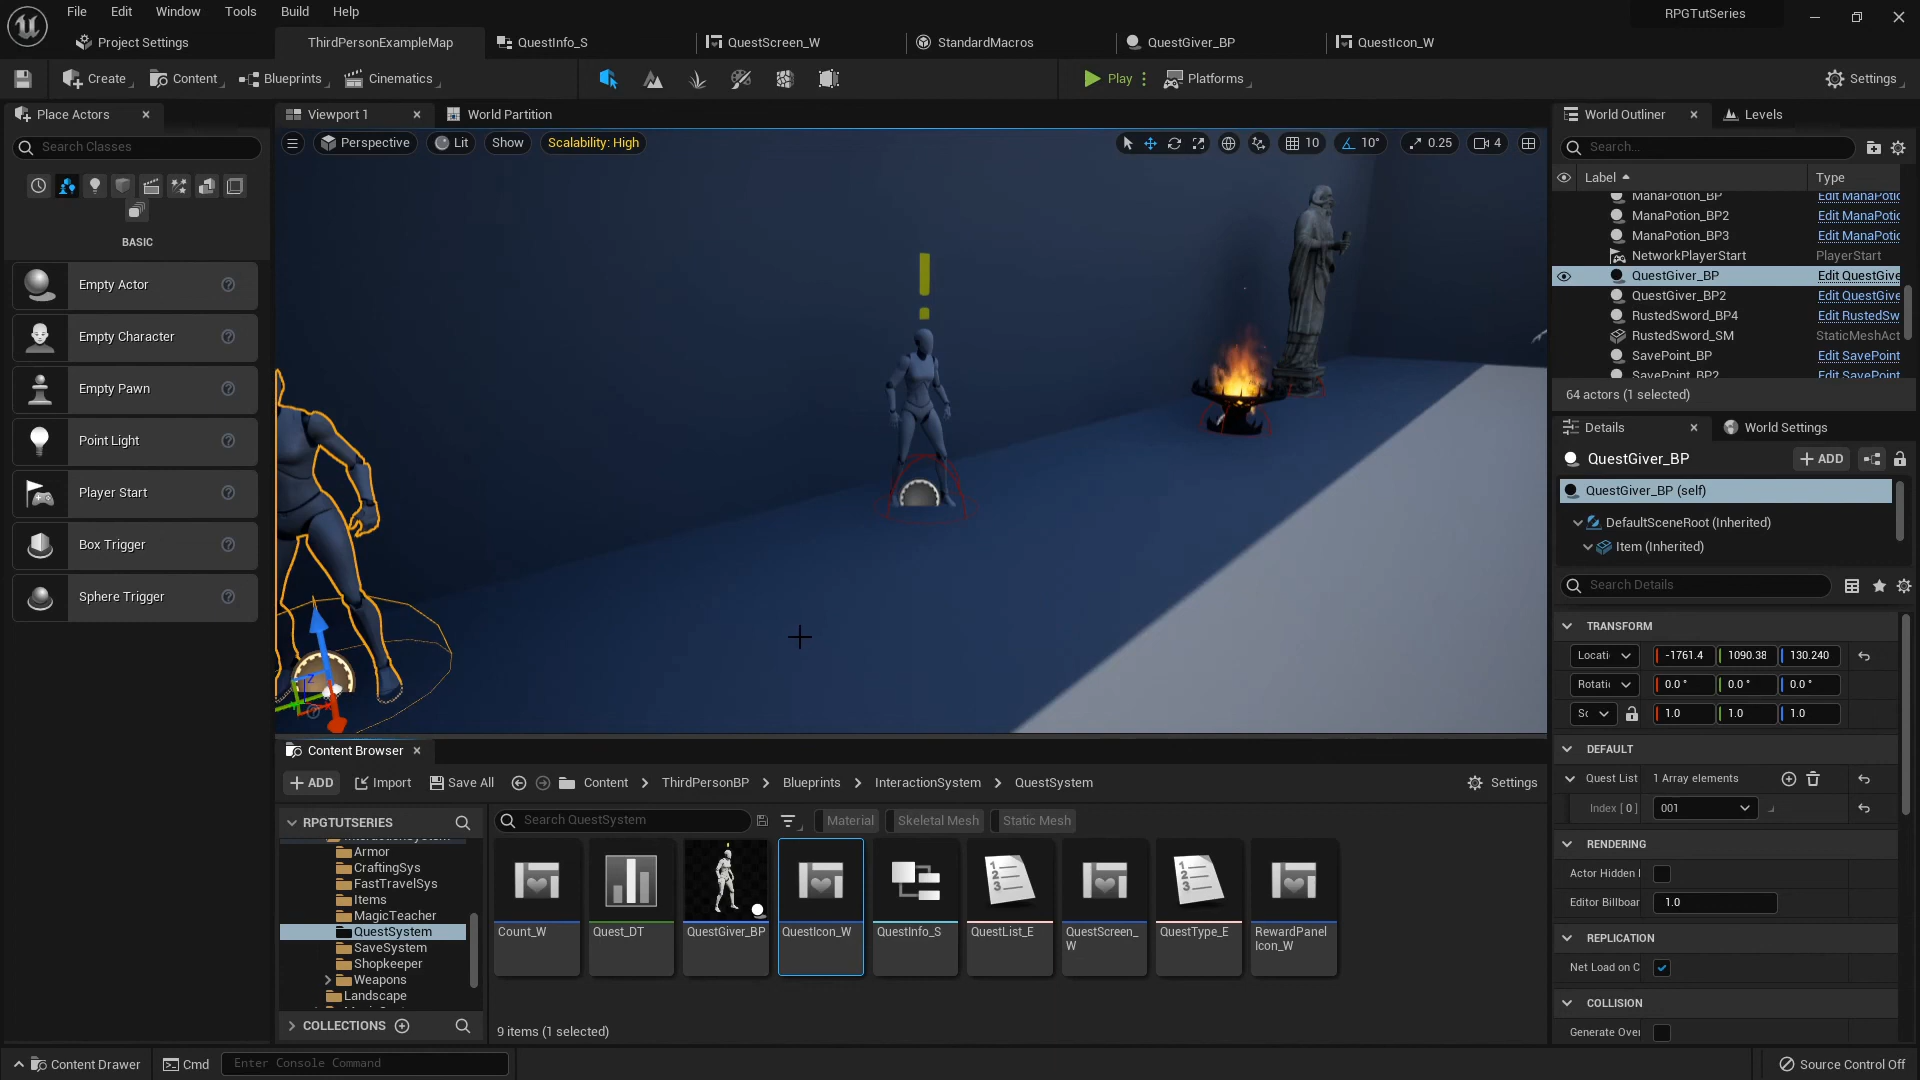 File Edit Window Tools Build Help
RPGTutSeries
Project Settings
ThirdPersonExampleMap
QuestInfo_S
QuestScreen_W
StandardMacros
QuestGiver_BP
QuestIcon_W
Create
Content
Blueprints
Cinematics
Play
Platforms
Settings
Place Actors
Search Classes
BASIC
Empty Actor
Empty Character
Empty Pawn
Point Light
Player Start
Box Trigger
Sphere Trigger
Viewport 1
World Partition
Perspective
Lit
Show
Scalability: High
10
10°
0.25
4
World Outliner
Levels
Search...
Label
Type
ManaPotion_BP Edit ManaPotic
ManaPotion_BP2 Edit ManaPotic
ManaPotion_BP3 Edit ManaPotic
NetworkPlayerStart PlayerStart
QuestGiver_BP Edit QuestGive
QuestGiver_BP2 Edit QuestGive
RustedSword_BP4 Edit RustedSw
RustedSword_SM StaticMeshAct
SavePoint_BP Edit SavePoint
SavePoint_BP2 Edit SavePoint
64 actors (1 selected)
Details
World Settings
QuestGiver_BP
ADD
QuestGiver_BP (self)
DefaultSceneRoot (Inherited)
Item (Inherited)
Search Details
TRANSFORM
Locati -1761.4 1090.38 130.240
Rotati 0.0 ° 0.0 ° 0.0 °
Sc 1.0 1.0 1.0
DEFAULT
Quest List 1 Array elements
Index [ 0 ] 001
RENDERING
Actor Hidden I
Editor Billboar 1.0
REPLICATION
Net Load on C
COLLISION
Generate Over
Content Browser
ADD
Import
Save All
Content
ThirdPersonBP
Blueprints
InteractionSystem
QuestSystem
Settings
RPGTUTSERIES
InteractionSystem
Armor
CraftingSys
FastTravelSys
Items
MagicTeacher
QuestSystem
SaveSystem
Shopkeeper
Weapons
Landscape
COLLECTIONS
Search QuestSystem
Material
Skeletal Mesh
Static Mesh
Count_W
Quest_DT
QuestGiver_BP
QuestIcon_W
QuestInfo_S
QuestList_E
QuestScreen_
W
QuestType_E
RewardPanel
Icon_W
9 items (1 selected)
Content Drawer
Cmd
Enter Console Command
Source Control Off